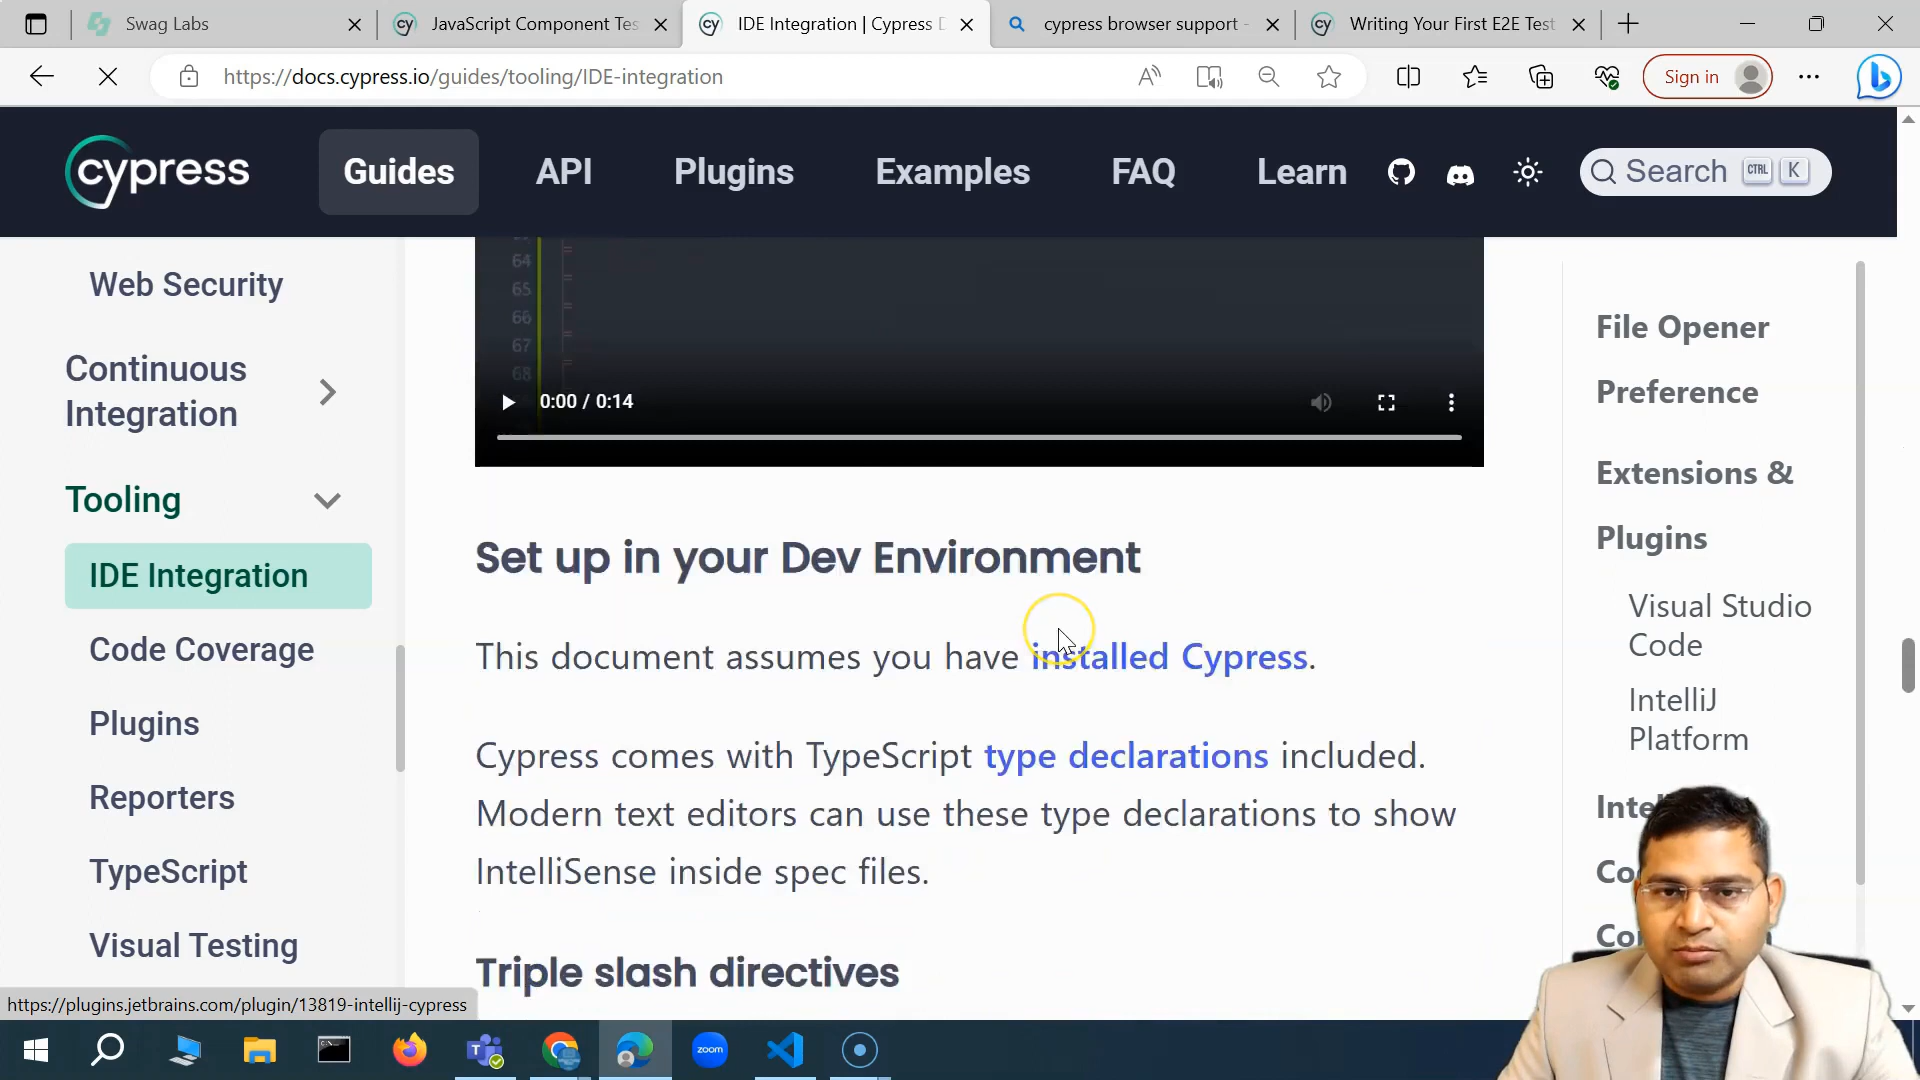 Swag Labs
JavaScript Component Tes
IDE Integration | Cypress D
cypress browser support -
Writing Your First E2E Test
https://docs.cypress.io/guides/tooling/IDE-integration
Sign in
cypress
Guides
API
Plugins
Examples
FAQ
Learn
Search
CTRL
K
Web Security
Continuous
Integration
Tooling
IDE Integration
Code Coverage
Plugins
Reporters
TypeScript
Visual Testing
64
65
66
67
68
0:00 / 0:14
Set up in your Dev Environment
This document assumes you have installed Cypress.
Cypress comes with TypeScript type declarations included.
Modern text editors can use these type declarations to show
IntelliSense inside spec files.
Triple slash directives
File Opener
Preference
Extensions &
Plugins
Visual Studio
Code
IntelliJ
Platform
https://plugins.jetbrains.com/plugin/13819-intellij-cypress
zoom